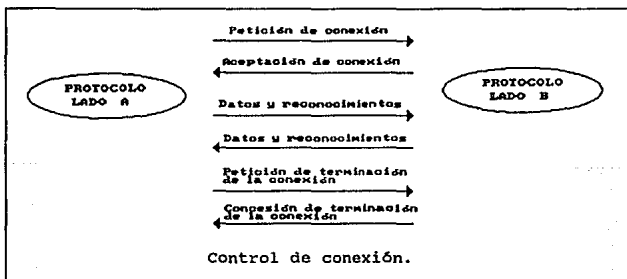 Petición de conexión
Aceptación de conexión
PROTOCOLO
LADO A
PROTOCOLO
LADO B
Datos y reconocimientos
Datos y reconocimientos
Petición de terminación
de la conexión
Concesión de terminación
de la conexión
Control de conexión.